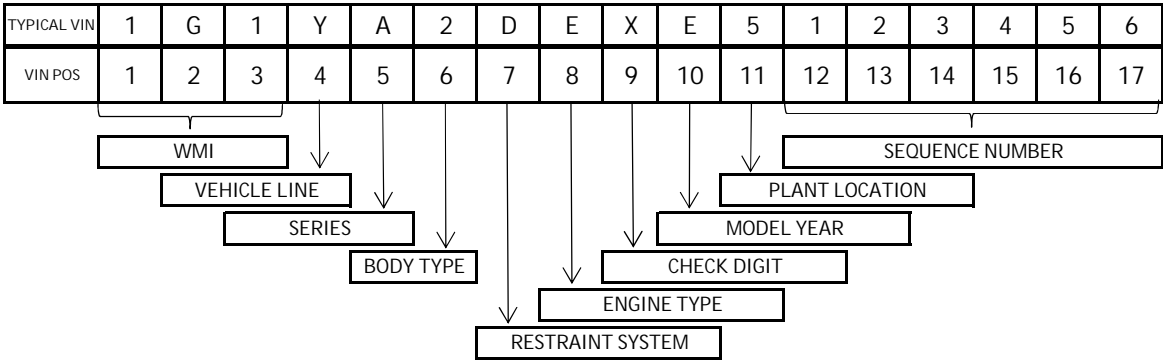 TYPICAL VIN 1 G 1 Y A 2 D E X E 5 1 2 3 4 5 6
VIN POS 1 2 3 4 5 6 7 8 9 10 11 12 13 14 15 16 17
WMI SEQUENCE NUMBER
VEHICLE LINE PLANT LOCATION
SERIES MODEL YEAR
BODY TYPE CHECK DIGIT
ENGINE TYPE
RESTRAINT SYSTEM